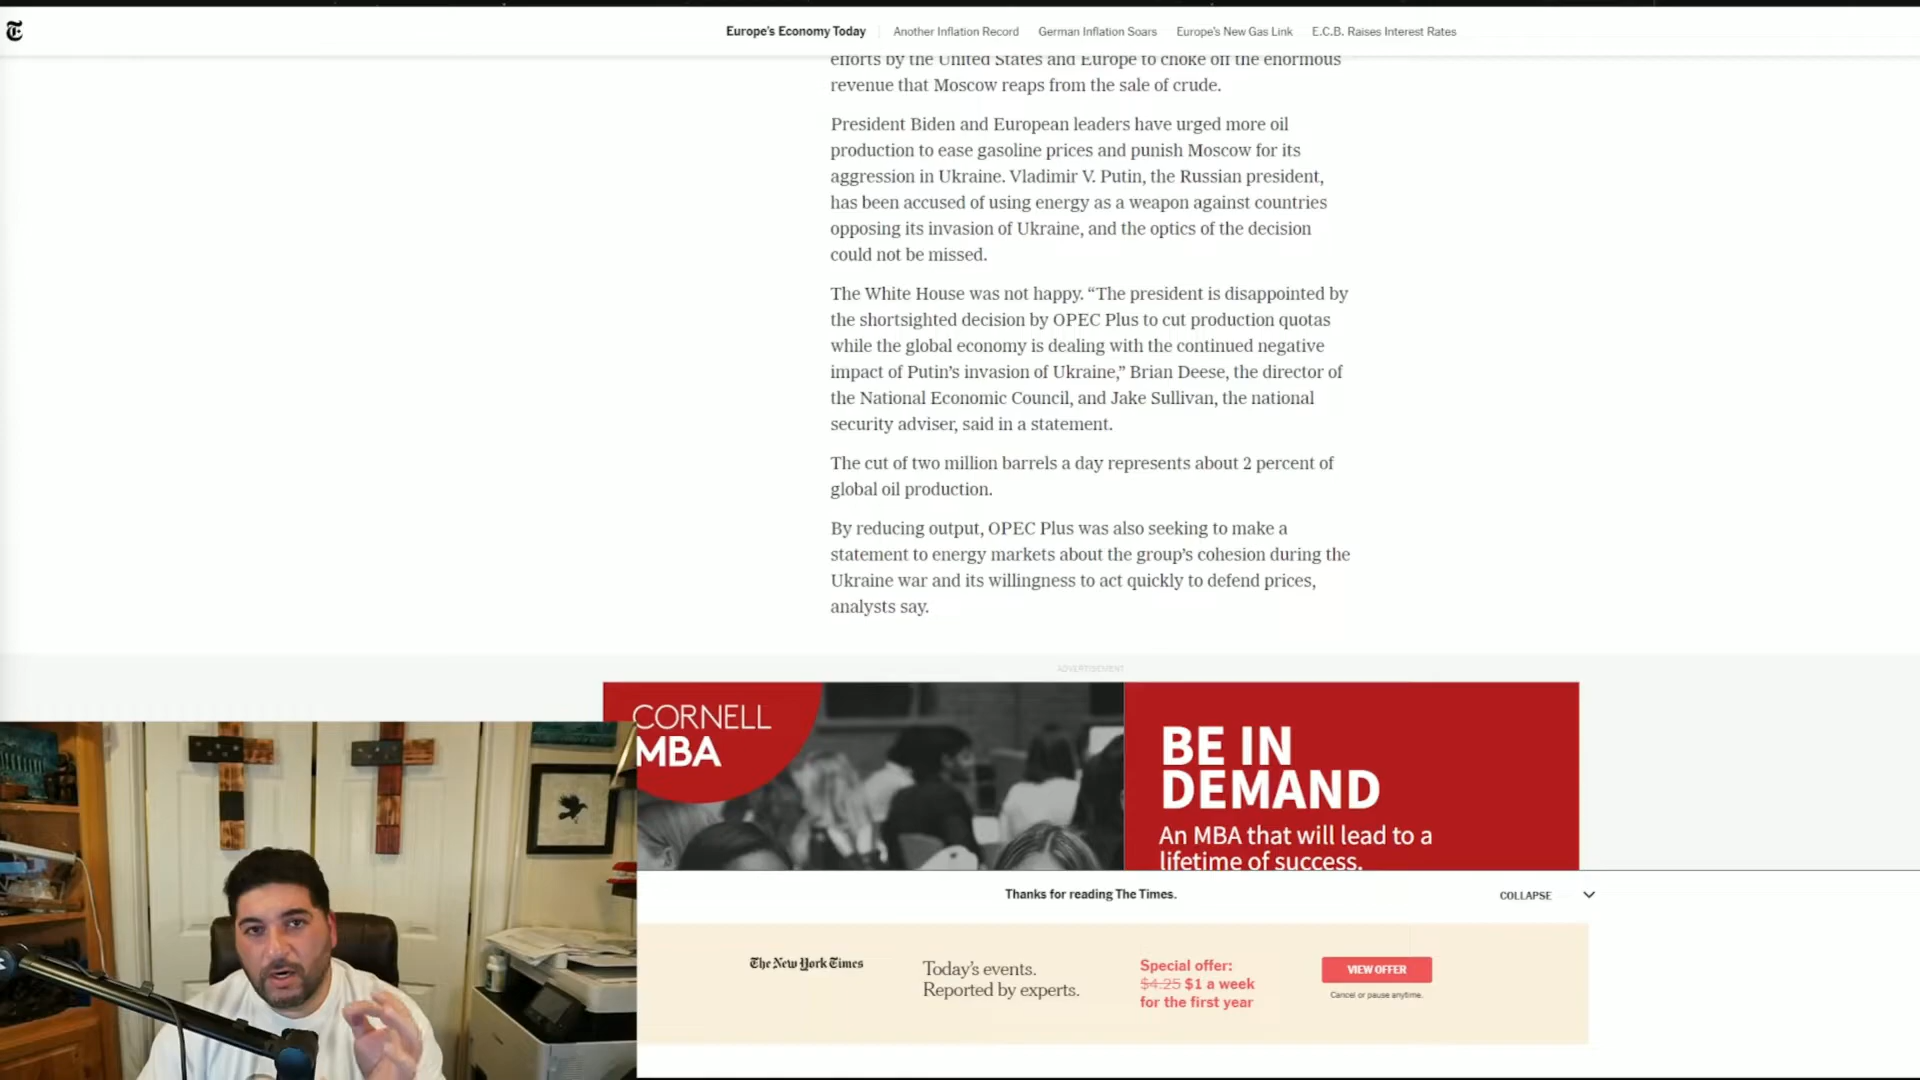 T
Europe's Economy Today
Another Inflation Record
German Inflation Soars
Europe's New Gas Link
E.C.B. Raises Interest Rates
efforts by the United States and Europe to choke off the enormous
revenue that Moscow reaps from the sale of crude.
President Biden and European leaders have urged more oil
production to ease gasoline prices and punish Moscow for its
aggression in Ukraine. Vladimir V. Putin, the Russian president,
has been accused of using energy as a weapon against countries
opposing its invasion of Ukraine, and the optics of the decision
could not be missed.
The White House was not happy. “The president is disappointed by
the shortsighted decision by OPEC Plus to cut production quotas
while the global economy is dealing with the continued negative
impact of Putin’s invasion of Ukraine,” Brian Deese, the director of
the National Economic Council, and Jake Sullivan, the national
security adviser, said in a statement.
The cut of two million barrels a day represents about 2 percent of
global oil production.
By reducing output, OPEC Plus was also seeking to make a
statement to energy markets about the group’s cohesion during the
Ukraine war and its willingness to act quickly to defend prices,
analysts say.
ADVERTISEMENT
CORNELL
MBA
BE IN
DEMAND
An MBA that will lead to a
lifetime of success.
Thanks for reading The Times.
COLLAPSE
The New York Times
Today’s events.
Reported by experts.
Special offer:
$4.25 $1 a week
for the first year
VIEW OFFER
Cancel or pause anytime.